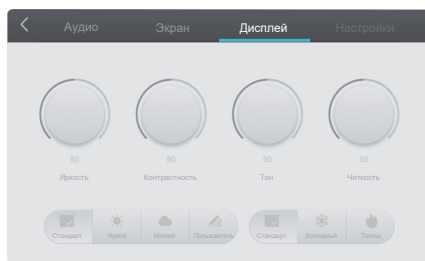 Аудио Экран Дисплей Настройки
50 50 50 50
Яркость Контрастность Тон Четкость
Стандарт Яркий Мягкий Пользователь Стандарт Холодный Теплы